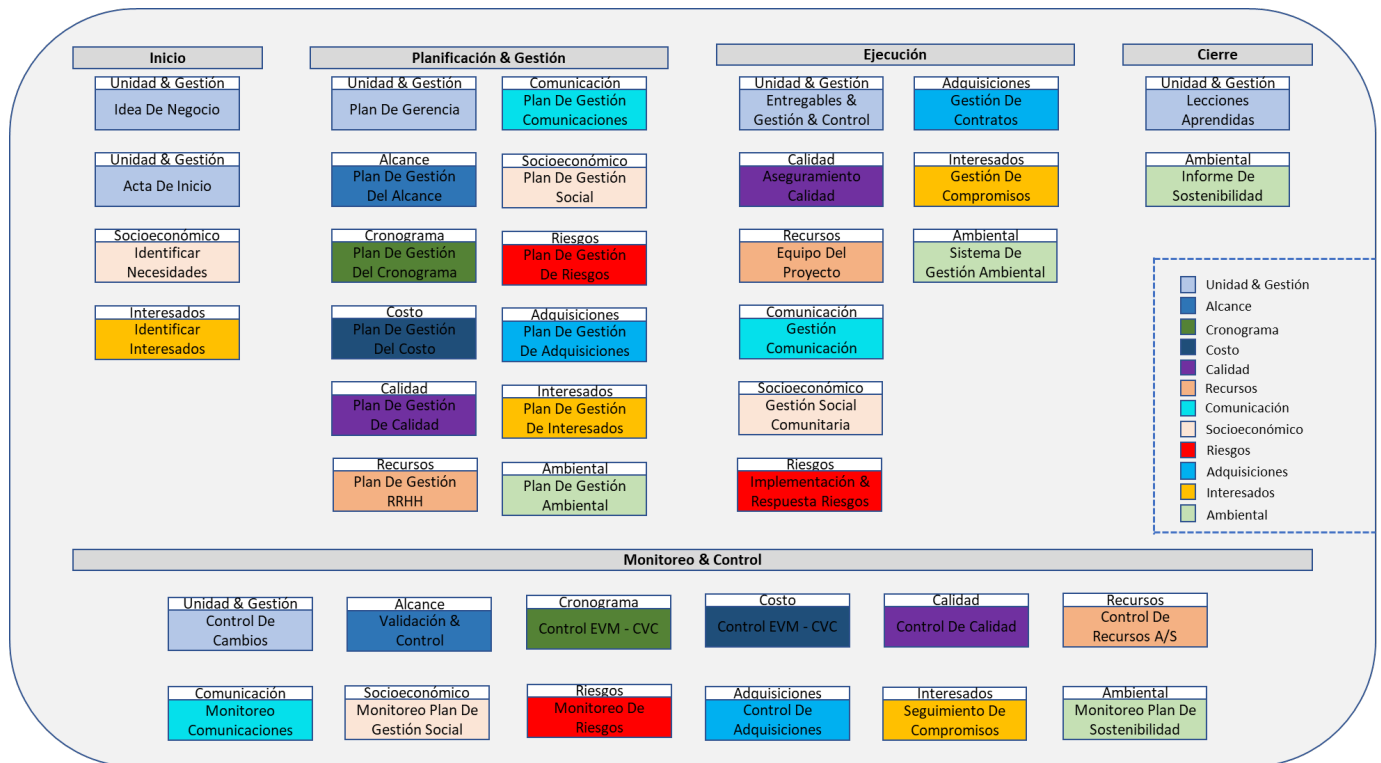 Inicio
Unidad & Gestión
Idea De Negocio
Unidad & Gestión
Acta De Inicio
Socioeconómico
Identificar
Necesidades
Interesados
Identificar
Interesados
Planificación & Gestión
Unidad & Gestión
Plan De Gerencia
Alcance
Plan De Gestión
Del Alcance
Cronograma
Plan De Gestión
Del Cronograma
Costo
Plan De Gestión
Del Costo
Calidad
Plan De Gestión
De Calidad
Recursos
Plan De Gestión
RRHH
Comunicación
Plan De Gestión
Comunicaciones
Socioeconómico
Plan De Gestión
Social
Riesgos
Plan De Gestión
De Riesgos
Adquisiciones
Plan De Gestión
De Adquisiciones
Interesados
Plan De Gestión
De Interesados
Ambiental
Plan De Gestión
Ambiental
Ejecución
Unidad & Gestión
Entregables &
Gestión & Control
Calidad
Aseguramiento
Calidad
Recursos
Equipo Del
Proyecto
Comunicación
Gestión
Comunicación
Socioeconómico
Gestión Social
Comunitaria
Riesgos
Implementación &
Respuesta Riesgos
Adquisiciones
Gestión De
Contratos
Interesados
Gestión De
Compromisos
Ambiental
Sistema De
Gestión Ambiental
Cierre
Unidad & Gestión
Lecciones
Aprendidas
Ambiental
Informe De
Sostenibilidad
Unidad & Gestión
Alcance
Cronograma
Costo
Calidad
Recursos
Comunicación
Socioeconómico
Riesgos
Adquisiciones
Interesados
Ambiental
Monitoreo & Control
Unidad & Gestión
Control De
Cambios
Alcance
Validación &
Control
Cronograma
Control EVM - CVC
Costo
Control EVM - CVC
Calidad
Control De Calidad
Recursos
Control De
Recursos A/S
Comunicación
Monitoreo
Comunicaciones
Socioeconómico
Monitoreo Plan De
Gestión Social
Riesgos
Monitoreo De
Riesgos
Adquisiciones
Control De
Adquisiciones
Interesados
Seguimiento De
Compromisos
Ambiental
Monitoreo Plan De
Sostenibilidad